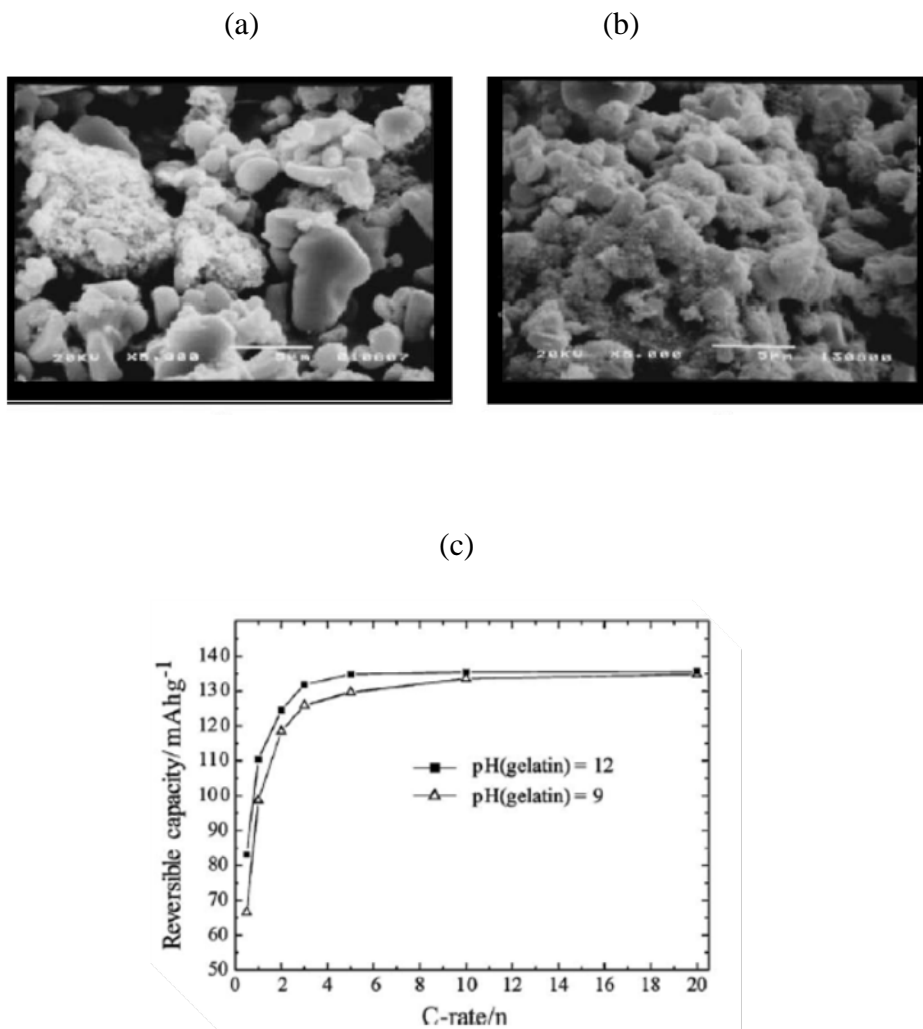 (a) (b)
20KV X5,000 5µm 010607
20KV X5,000 5µm 130800
(c)
Reversible capacity/mAhg⁻¹
140
130
120
110
100
90
80
70
60
50
pH(gelatin) = 12
pH(gelatin) = 9
0 2 4 6 8 10 12 14 16 18 20
C-rate/n